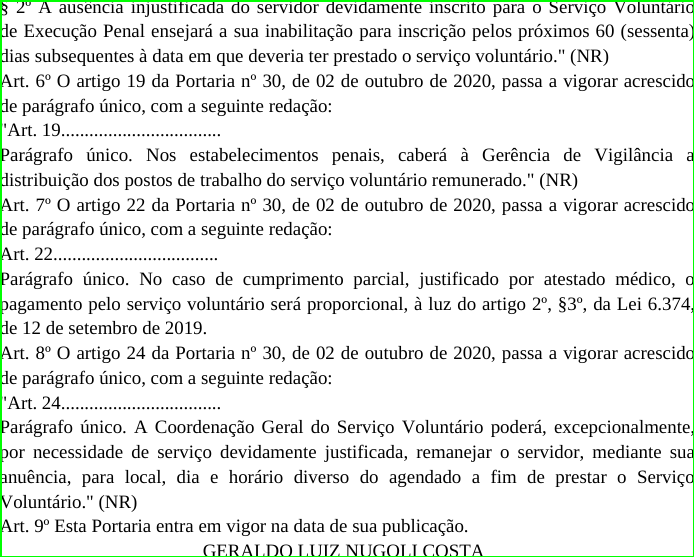 § 2º A ausência injustificada do servidor devidamente inscrito para o Serviço Voluntário
de Execução Penal ensejará a sua inabilitação para inscrição pelos próximos 60 (sessenta)
dias subsequentes à data em que deveria ter prestado o serviço voluntário." (NR)
Art. 6º O artigo 19 da Portaria nº 30, de 02 de outubro de 2020, passa a vigorar acrescido
de parágrafo único, com a seguinte redação:
"Art. 19..................................
Parágrafo único. Nos estabelecimentos penais, caberá à Gerência de Vigilância a
distribuição dos postos de trabalho do serviço voluntário remunerado." (NR)
Art. 7º O artigo 22 da Portaria nº 30, de 02 de outubro de 2020, passa a vigorar acrescido
de parágrafo único, com a seguinte redação:
Art. 22...................................
Parágrafo único. No caso de cumprimento parcial, justificado por atestado médico, o
pagamento pelo serviço voluntário será proporcional, à luz do artigo 2º, §3º, da Lei 6.374,
de 12 de setembro de 2019.
Art. 8º O artigo 24 da Portaria nº 30, de 02 de outubro de 2020, passa a vigorar acrescido
de parágrafo único, com a seguinte redação:
"Art. 24..................................
Parágrafo único. A Coordenação Geral do Serviço Voluntário poderá, excepcionalmente,
por necessidade de serviço devidamente justificada, remanejar o servidor, mediante sua
anuência, para local, dia e horário diverso do agendado a fim de prestar o Serviço
Voluntário." (NR)
Art. 9º Esta Portaria entra em vigor na data de sua publicação.
GERALDO LUIZ NUGOLI COSTA